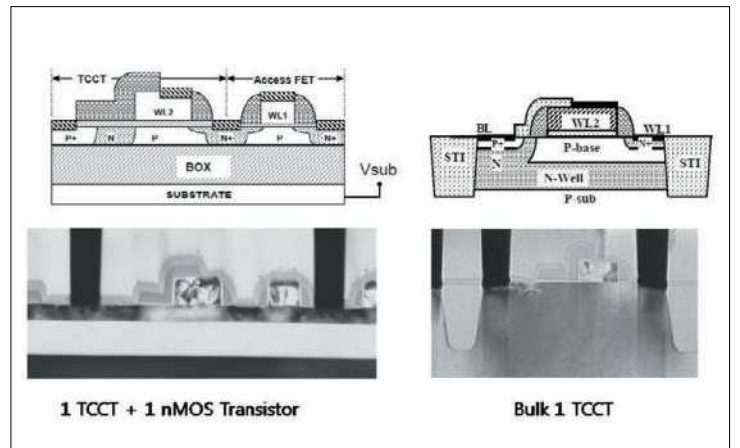 TCCT
Access FET
WL2
WL1
P+
N
P
N+
P
N+
BOX
Vsub
SUBSTRATE
BL
WL2
WL1
P+
P-base
N+
STI
N
STI
N-Well
P-sub
1 TCCT + 1 nMOS Transistor
Bulk 1 TCCT